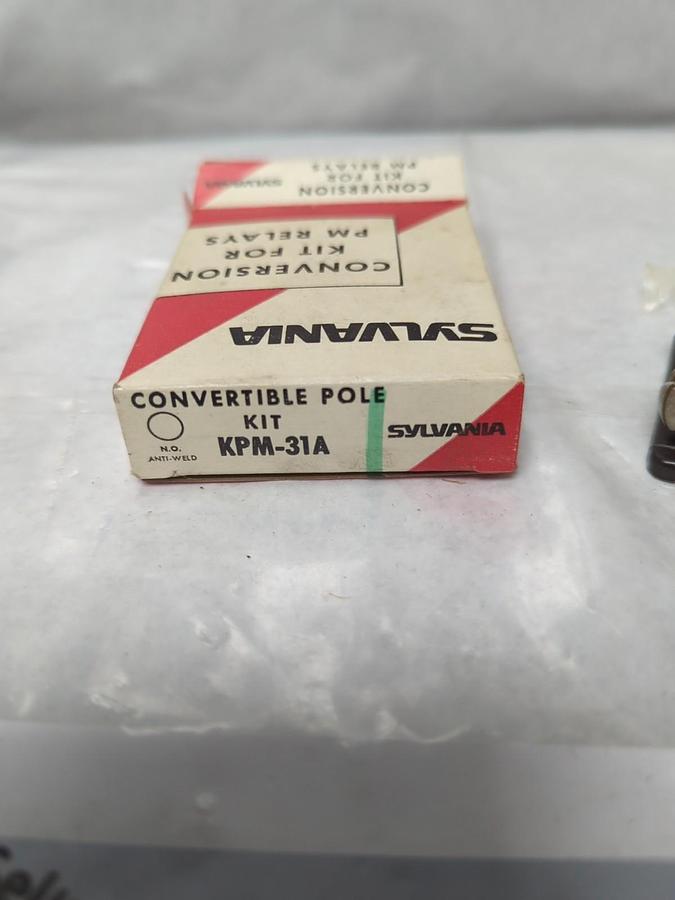 SYLVANIA
CONVERSION
KIT FOR
PM RELAYS
CONVERSION
KIT FOR
PM RELAYS
SYLVANIA
CONVERTIBLE POLE
KIT
KPM-31A
N.O.
ANTI-WELD
SYLVANIA